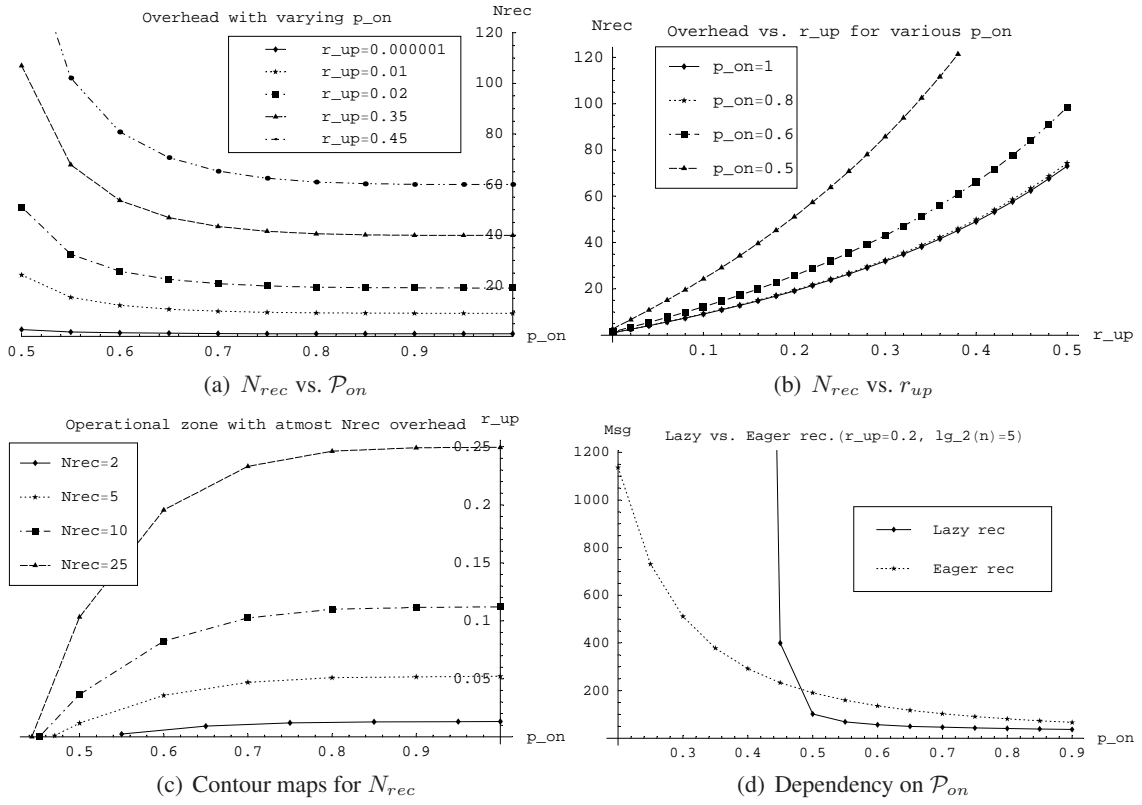 Overhead with varying p_on
Nrec
120
100
80
60
40
20
r_up=0.000001
r_up=0.01
r_up=0.02
r_up=0.35
r_up=0.45
0.5
0.6
0.7
0.8
0.9
p_on
(a) N_rec vs. P_on
Nrec
Overhead vs. r_up for various p_on
120
100
80
60
40
20
p_on=1
p_on=0.8
p_on=0.6
p_on=0.5
0.1
0.2
0.3
0.4
0.5
r_up
(b) N_rec vs. r_up
Operational zone with atmost Nrec overhead
r_up
0.25
0.2
0.15
0.1
0.05
Nrec=2
Nrec=5
Nrec=10
Nrec=25
0.5
0.6
0.7
0.8
0.9
p_on
(c) Contour maps for N_rec
Msg
Lazy vs. Eager rec.(r_up=0.2, lg_2(n)=5)
1200
1000
800
600
400
200
Lazy rec
Eager rec
0.3
0.4
0.5
0.6
0.7
0.8
0.9
p_on
(d) Dependency on P_on